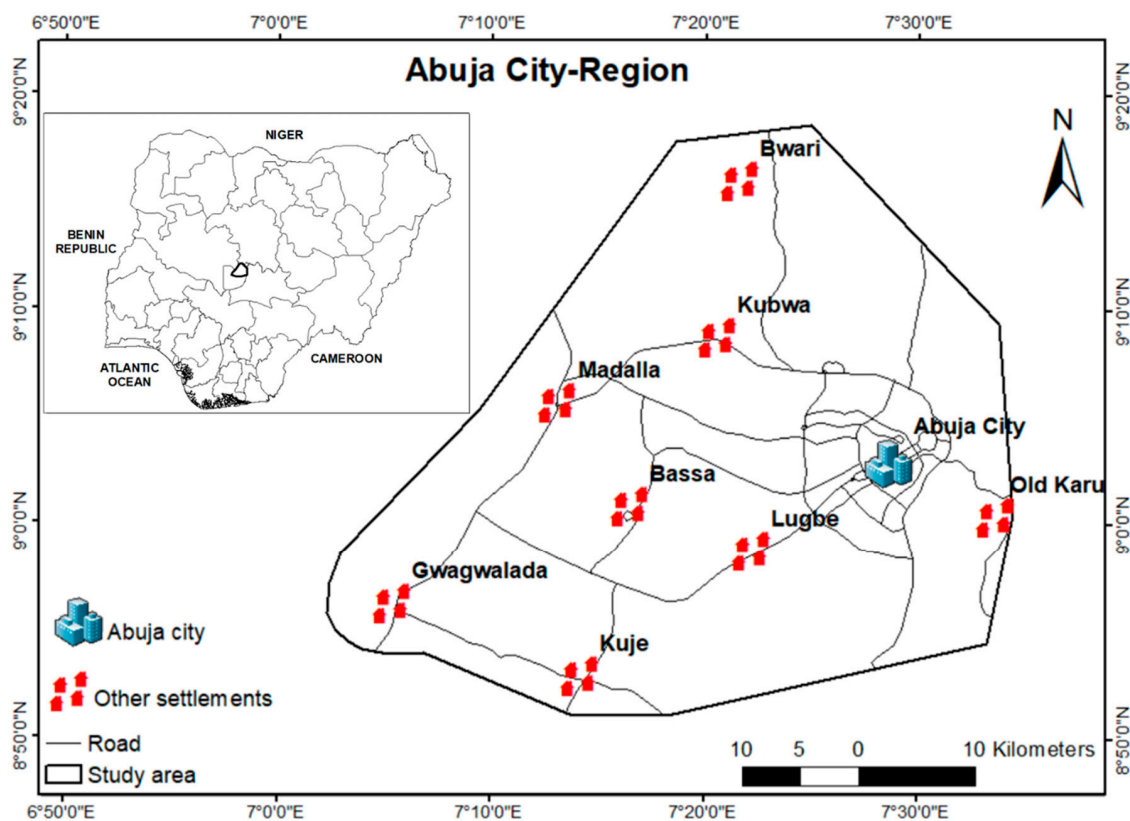 6°50'0"E
7°0'0"E
7°10'0"E
7°20'0"E
7°30'0"E
Abuja City-Region
9°20'0"N
9°20'0"N
N
NIGER
BENIN
REPUBLIC
ATLANTIC
OCEAN
CAMEROON
Bwari
9°10'0"N
9°10'0"N
Kubwa
Madalla
Abuja City
Bassa
Old Karu
9°0'0"N
9°0'0"N
Lugbe
Gwagwalada
Kuje
Abuja city
Other settlements
Road
Study area
10 5 0 10 Kilometers
8°50'0"N
8°50'0"N
6°50'0"E
7°0'0"E
7°10'0"E
7°20'0"E
7°30'0"E